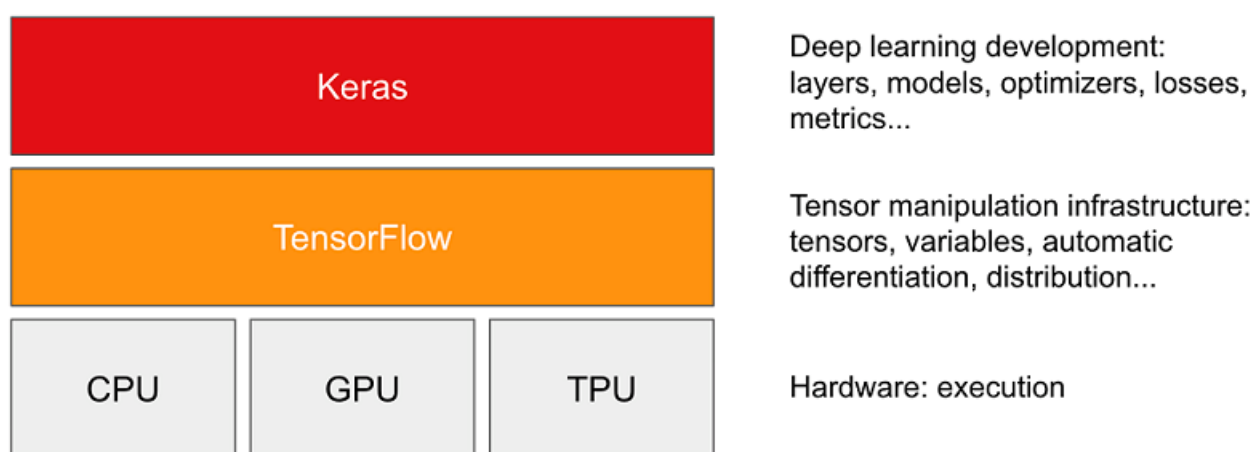 Keras
Deep learning development:
layers, models, optimizers, losses,
metrics...
TensorFlow
Tensor manipulation infrastructure:
tensors, variables, automatic
differentiation, distribution...
CPU
GPU
TPU
Hardware: execution